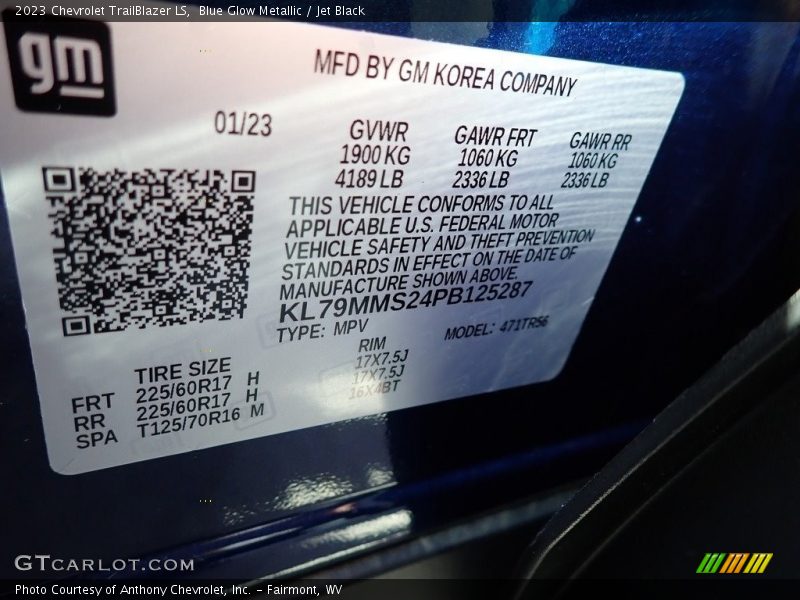 2023 Chevrolet TrailBlazer LS,  Blue Glow Metallic / Jet Black
gm
MFD BY GM KOREA COMPANY
01/23
GVWR GAWR FRT GAWR RR
1900 KG 1060 KG 1060 KG
4189 LB 2336 LB 2336 LB
THIS VEHICLE CONFORMS TO ALL
APPLICABLE U.S. FEDERAL MOTOR
VEHICLE SAFETY AND THEFT PREVENTION
STANDARDS IN EFFECT ON THE DATE OF
MANUFACTURE SHOWN ABOVE.
KL79MMS24PB125287
TYPE: MPV MODEL: 471TR56
TIRE SIZE RIM
FRT 225/60R17 H 17X7.5J
RR 225/60R17 H 17X7.5J
SPA T125/70R16 M 16X4BT
GTCARLOT.COM
Photo Courtesy of Anthony Chevrolet, Inc. – Fairmont, WV